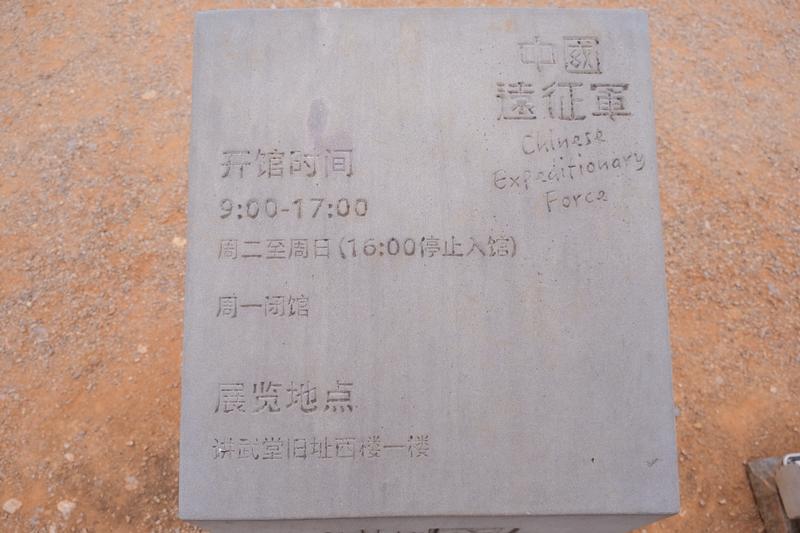 中國
遠征軍
Chinese
Expeditionary
Force
开馆时间
9:00-17:00
周二至周日(16:00停止入馆)
周一闭馆
展览地点
讲武堂旧址西楼一楼